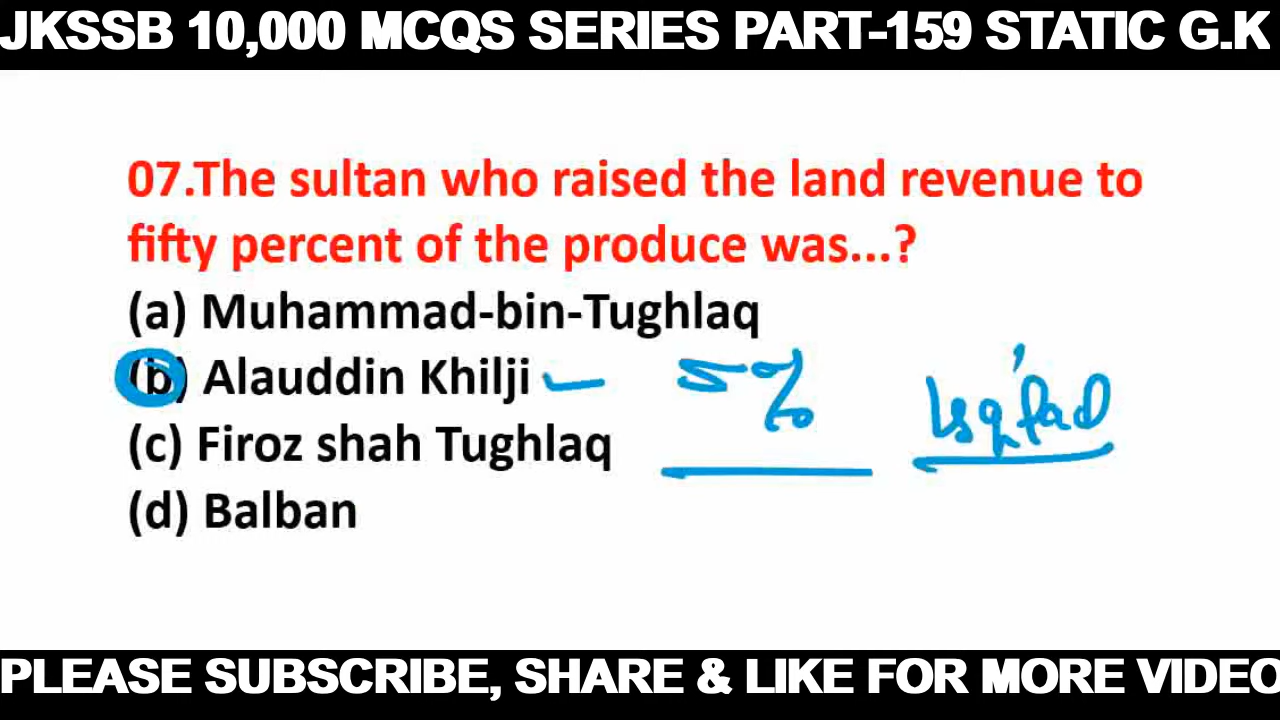 JKSSB 10,000 MCQS SERIES PART-159 STATIC G.K
07.The sultan who raised the land revenue to
fifty percent of the produce was...?
(a) Muhammad-bin-Tughlaq
(b) Alauddin Khilji
5%
(c) Firoz shah Tughlaq
(d) Balban
PLEASE SUBSCRIBE, SHARE & LIKE FOR MORE VIDEO